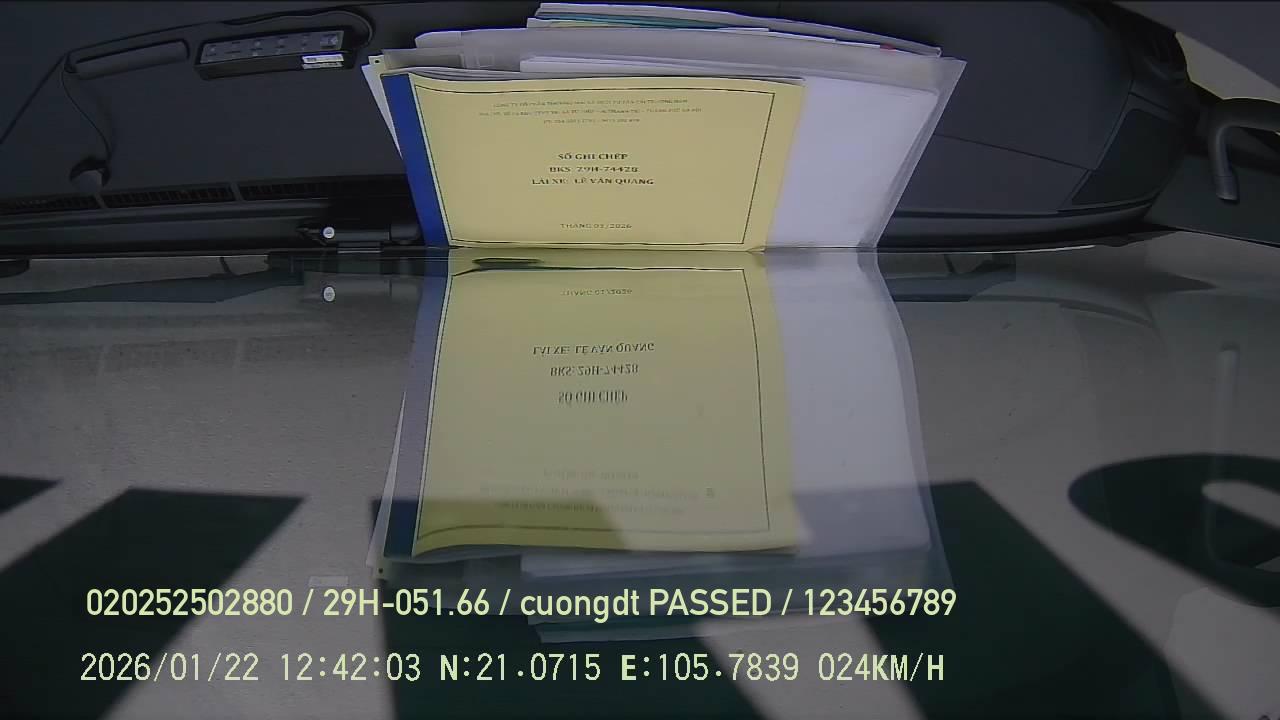 SỔ GHI CHÉP
BKS: 29H-74428
LÁI XE: LÊ VĂN QUANG
THÁNG 01/2026
020252502880 / 29H-051.66 / cuongdt PASSED / 123456789
2026/01/22 12:42:03 N:21.0715 E:105.7839 024KM/H